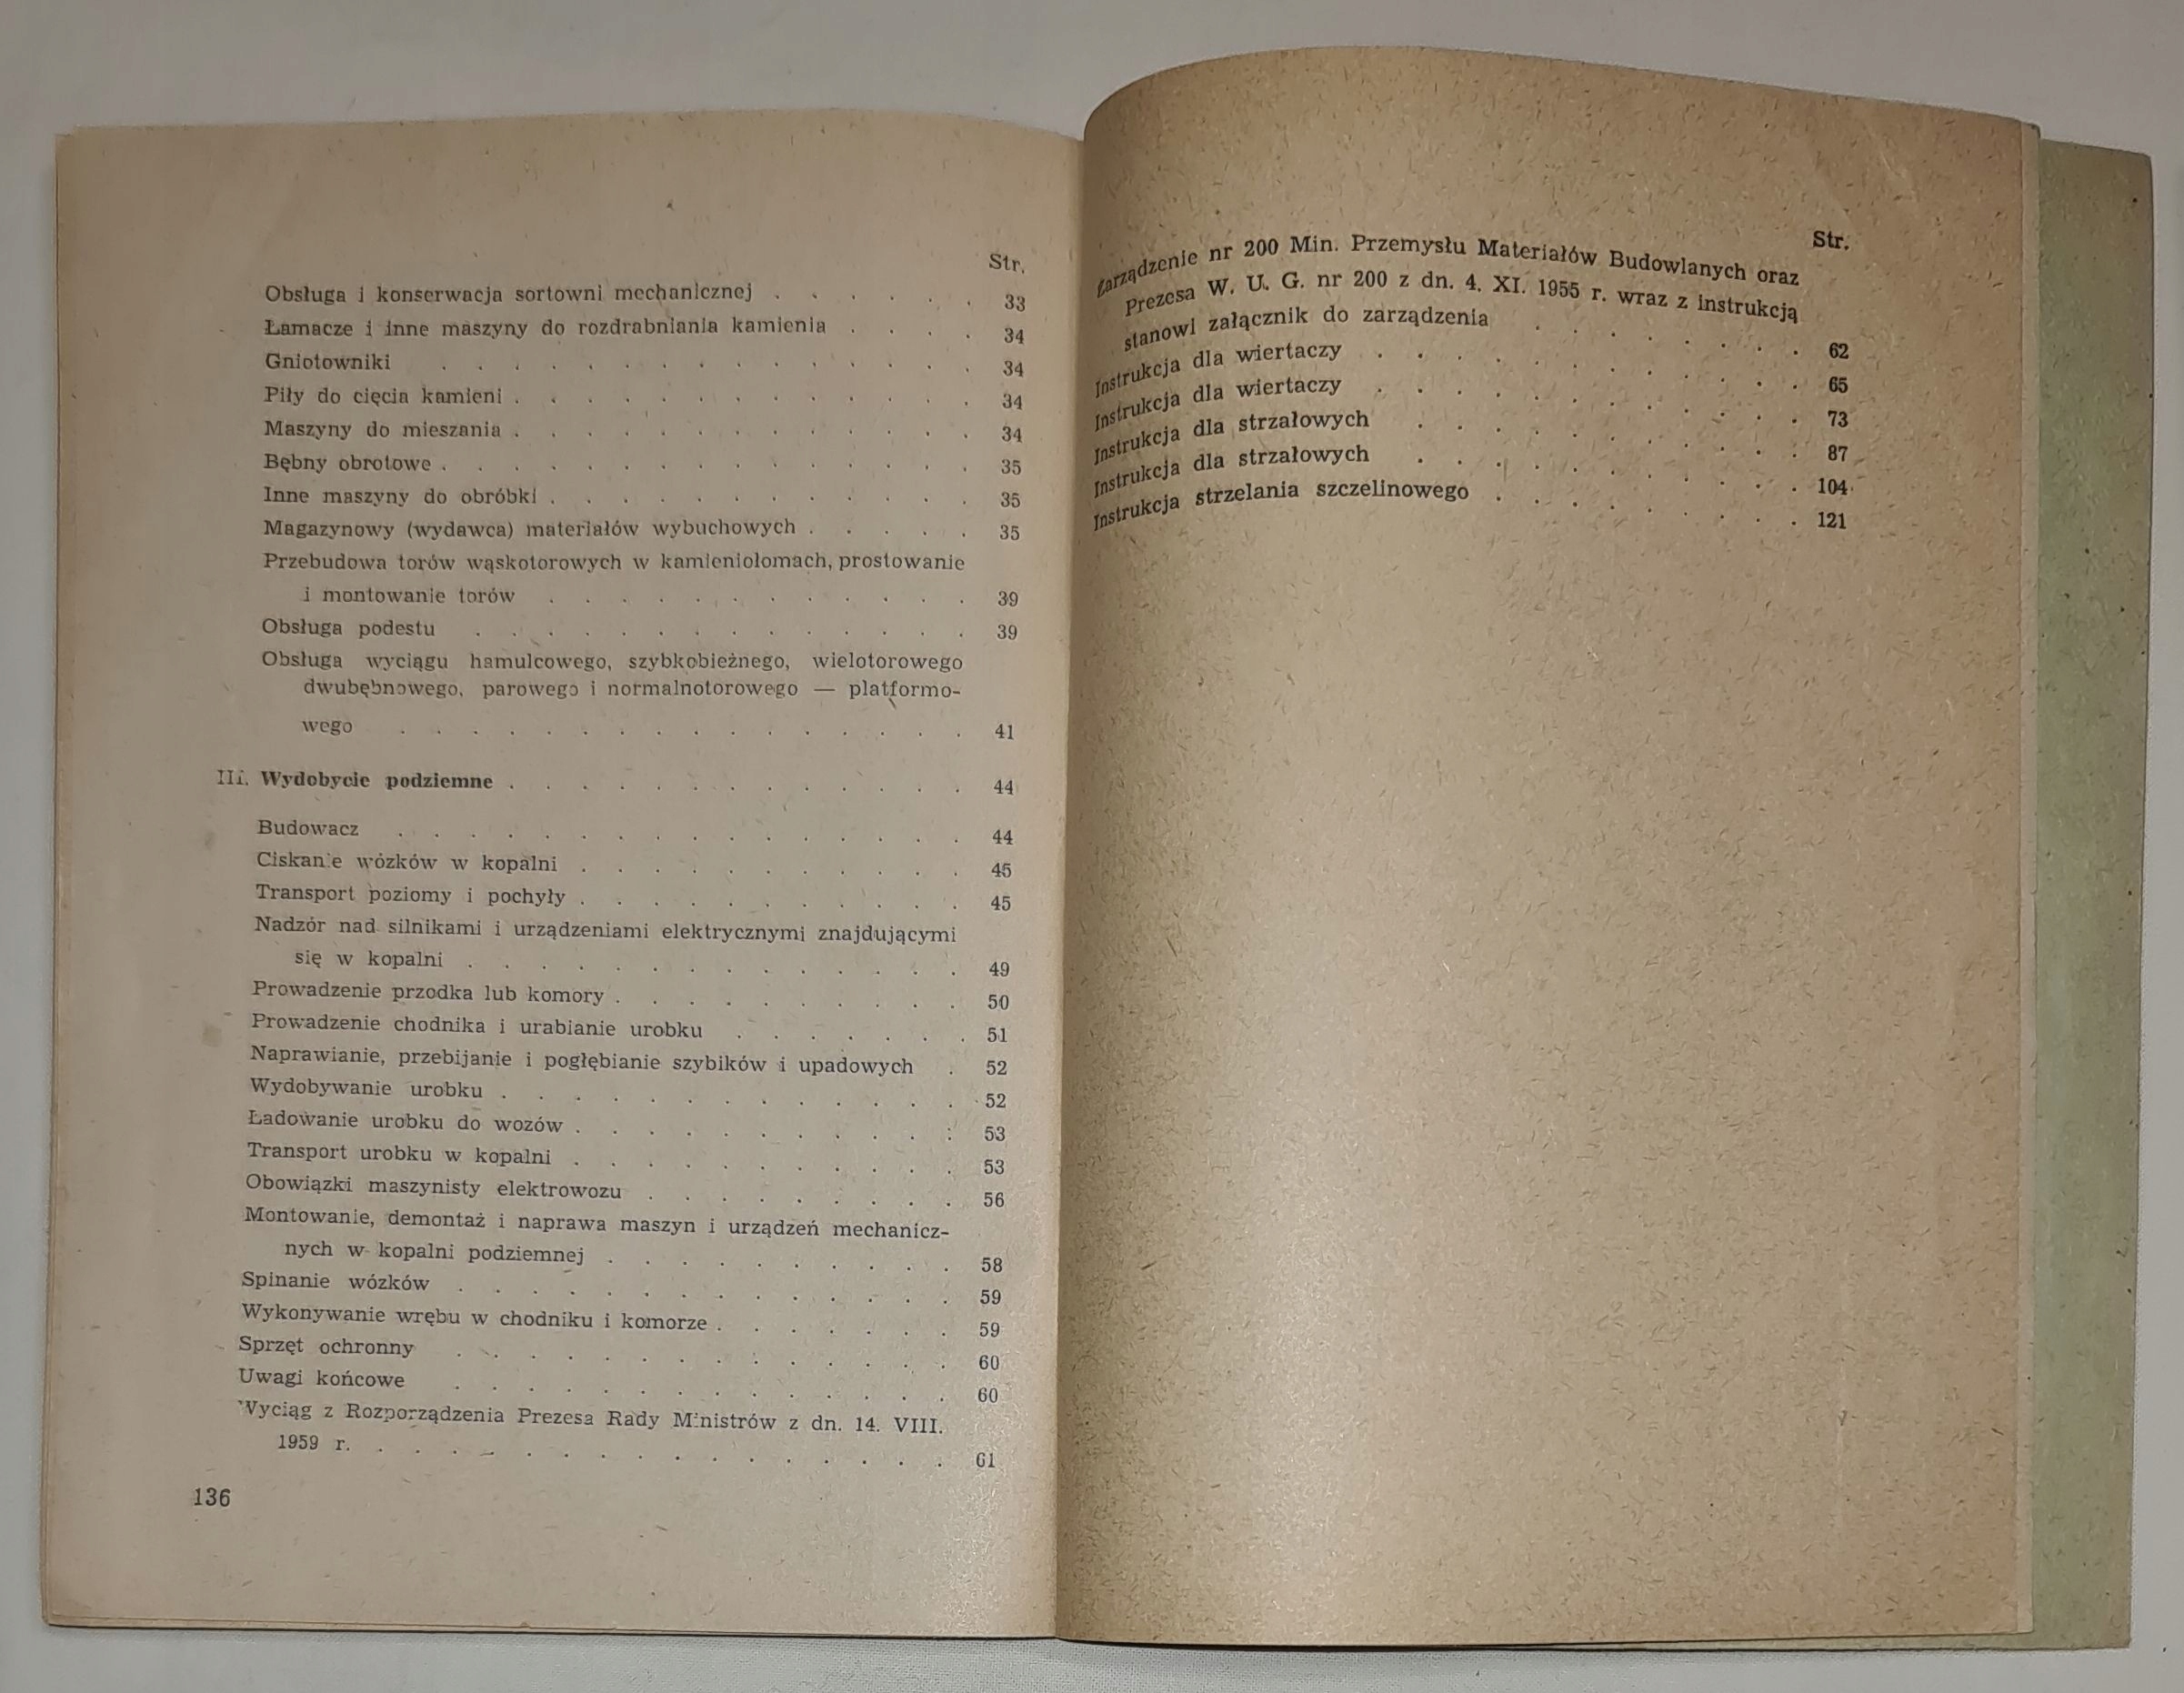 Str.
Obsługa i konserwacja sortowni mechanicznej . . . . . . 33
Łamacze i inne maszyny do rozdrabniania kamienia . . . . 34
Gniotowniki . . . . . . . . . . . . . . . 34
Piły do cięcia kamieni . . . . . . . . . . . . . 34
Maszyny do mieszania . . . . . . . . . . . . . 34
Bębny obrotowe . . . . . . . . . . . . . . . 35
Inne maszyny do obróbki . . . . . . . . . . . . 35
Magazynowy (wydawca) materiałów wybuchowych . . . . . 35
Przebudowa torów wąskotorowych w kamieniołomach, prostowanie
i montowanie torów . . . . . . . . . . . . 39
Obsługa podestu . . . . . . . . . . . . . . 39
Obsługa wyciągu hamulcowego, szybkobieżnego, wielotorowego
dwubębnowego, parowego i normalnotorowego — platformo-
wego . . . . . . . . . . . . . . . . 41
III. Wydobycie podziemne . . . . . . . . . . . . . 44
Budowacz . . . . . . . . . . . . . . . . 44
Ciskanie wózków w kopalni . . . . . . . . . . . 45
Transport poziomy i pochyły . . . . . . . . . . . 45
Nadzór nad silnikami i urządzeniami elektrycznymi znajdującymi
się w kopalni . . . . . . . . . . . . . . 49
Prowadzenie przodka lub komory . . . . . . . . . . 50
Prowadzenie chodnika i urabianie urobku . . . . . . . 51
Naprawianie, przebijanie i pogłębianie szybików i upadowych . 52
Wydobywanie urobku . . . . . . . . . . . . . 52
Ładowanie urobku do wozów . . . . . . . . . . . 53
Transport urobku w kopalni . . . . . . . . . . . 53
Obowiązki maszynisty elektrowozu . . . . . . . . . 56
Montowanie, demontaż i naprawa maszyn i urządzeń mechanicz-
nych w kopalni podziemnej . . . . . . . . . . 58
Spinanie wózków . . . . . . . . . . . . . . 59
Wykonywanie wrębu w chodniku i komorze . . . . . . . 59
Sprzęt ochronny . . . . . . . . . . . . . . 60
Uwagi końcowe . . . . . . . . . . . . . . 60
Wyciąg z Rozporządzenia Prezesa Rady Ministrów z dn. 14. VIII.
1959 r. . . . . . . . . . . . . . . . . 61
136
Str.
Zarządzenie nr 200 Min. Przemysłu Materiałów Budowlanych oraz
Prezesa W. U. G. nr 200 z dn. 4. XI. 1955 r. wraz z instrukcją
stanowi załącznik do zarządzenia . . . . . . . . 62
Instrukcja dla wiertaczy . . . . . . . . . . . . 65
Instrukcja dla wiertaczy . . . . . . . . . . . . 73
Instrukcja dla strzałowych . . . . . . . . . . . 87
Instrukcja dla strzałowych . . . . . . . . . . . 104
Instrukcja strzelania szczelinowego . . . . . . . . . 121